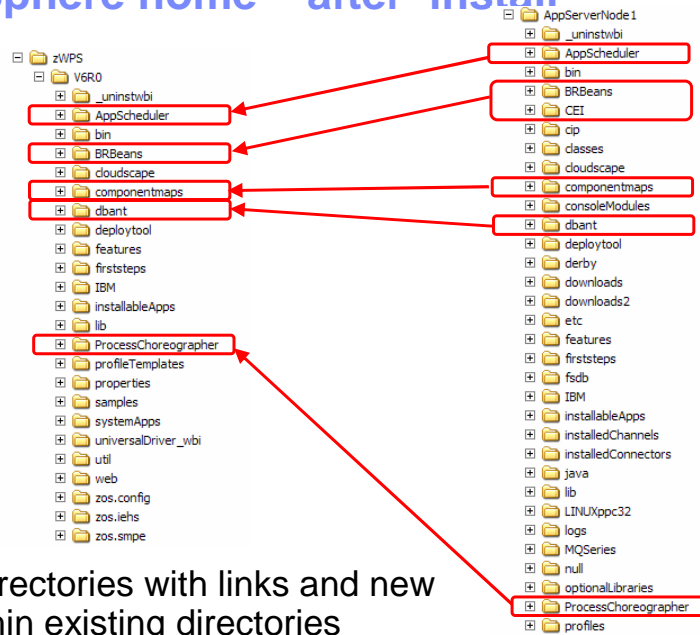 sphere home – after install
zWPS
V6R0
_uninstwbi
AppScheduler
bin
BRBeans
cloudscape
componentmaps
dbant
deploytool
features
firststeps
IBM
installableApps
lib
ProcessChoreographer
profileTemplates
properties
samples
systemApps
universalDriver_wbi
util
web
zos.config
zos.iehs
zos.smpe
AppServerNode1
_uninstwbi
AppScheduler
bin
BRBeans
CEI
cip
classes
cloudscape
componentmaps
consoleModules
dbant
deploytool
derby
downloads
downloads2
etc
features
firststeps
fsdb
IBM
installableApps
installedChannels
installedConnectors
java
lib
LINUXppc32
logs
MQSeries
null
optionalLibraries
ProcessChoreographer
profiles
rectories with links and new
hin existing directories